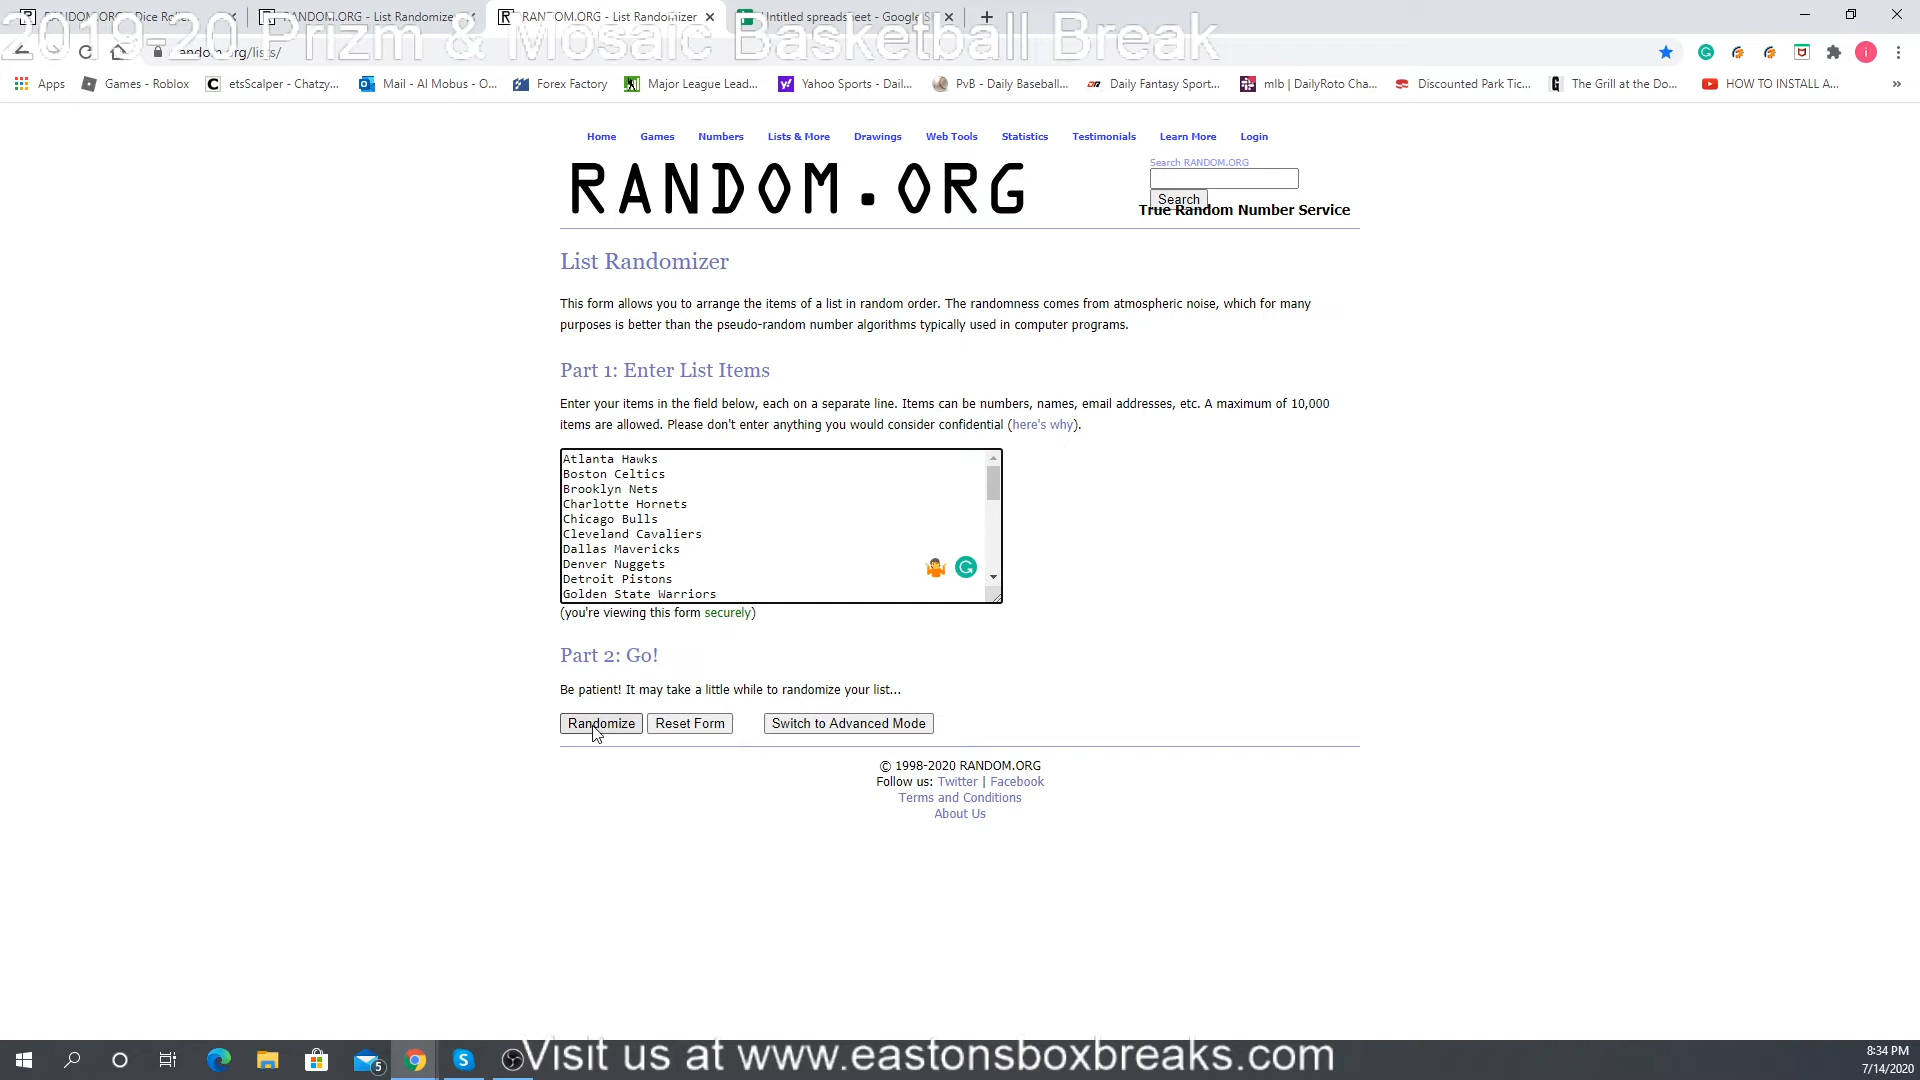 RANDOM.ORG - Dice Roller
RANDOM.ORG - List Randomizer
RANDOM.ORG - List Randomizer
Untitled spreadsheet - Google S
2019-20 Prizm & Mosaic Basketball Break
random.org/lists/
Apps
Games - Roblox
etsScalper - Chatzy...
Mail - Al Mobus - O...
Forex Factory
Major League Lead...
Yahoo Sports - Dail...
PvB - Daily Baseball...
Daily Fantasy Sport...
mlb | DailyRoto Cha...
Discounted Park Tic...
The Grill at the Do...
HOW TO INSTALL A...
»
Home Games Numbers Lists & More Drawings Web Tools Statistics Testimonials Learn More Login
RANDOM.ORG
Search RANDOM.ORG
Search
True Random Number Service
List Randomizer
This form allows you to arrange the items of a list in random order. The randomness comes from atmospheric noise, which for many
purposes is better than the pseudo-random number algorithms typically used in computer programs.
Part 1: Enter List Items
Enter your items in the field below, each on a separate line. Items can be numbers, names, email addresses, etc. A maximum of 10,000
items are allowed. Please don't enter anything you would consider confidential (here's why).
Atlanta Hawks
Boston Celtics
Brooklyn Nets
Charlotte Hornets
Chicago Bulls
Cleveland Cavaliers
Dallas Mavericks
Denver Nuggets
Detroit Pistons
Golden State Warriors
(you're viewing this form securely)
Part 2: Go!
Be patient! It may take a little while to randomize your list...
Randomize Reset Form Switch to Advanced Mode
© 1998-2020 RANDOM.ORG
Follow us: Twitter | Facebook
Terms and Conditions
About Us
5
Visit us at www.eastonsboxbreaks.com
8:34 PM
7/14/2020